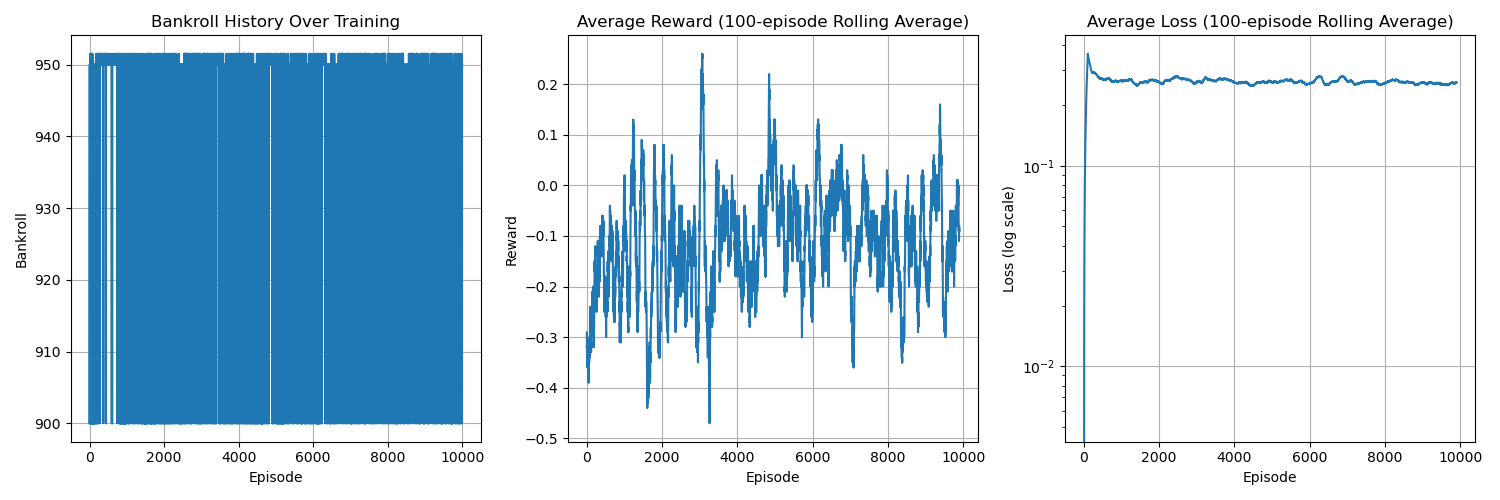 Bankroll History Over Training
950
940
930
920
910
900
Bankroll
0 2000 4000 6000 8000 10000
Episode
Average Reward (100-episode Rolling Average)
0.2
0.1
0.0
−0.1
−0.2
−0.3
−0.4
−0.5
Reward
0 2000 4000 6000 8000 10000
Episode
Average Loss (100-episode Rolling Average)
10⁻¹
10⁻²
Loss (log scale)
0 2000 4000 6000 8000 10000
Episode